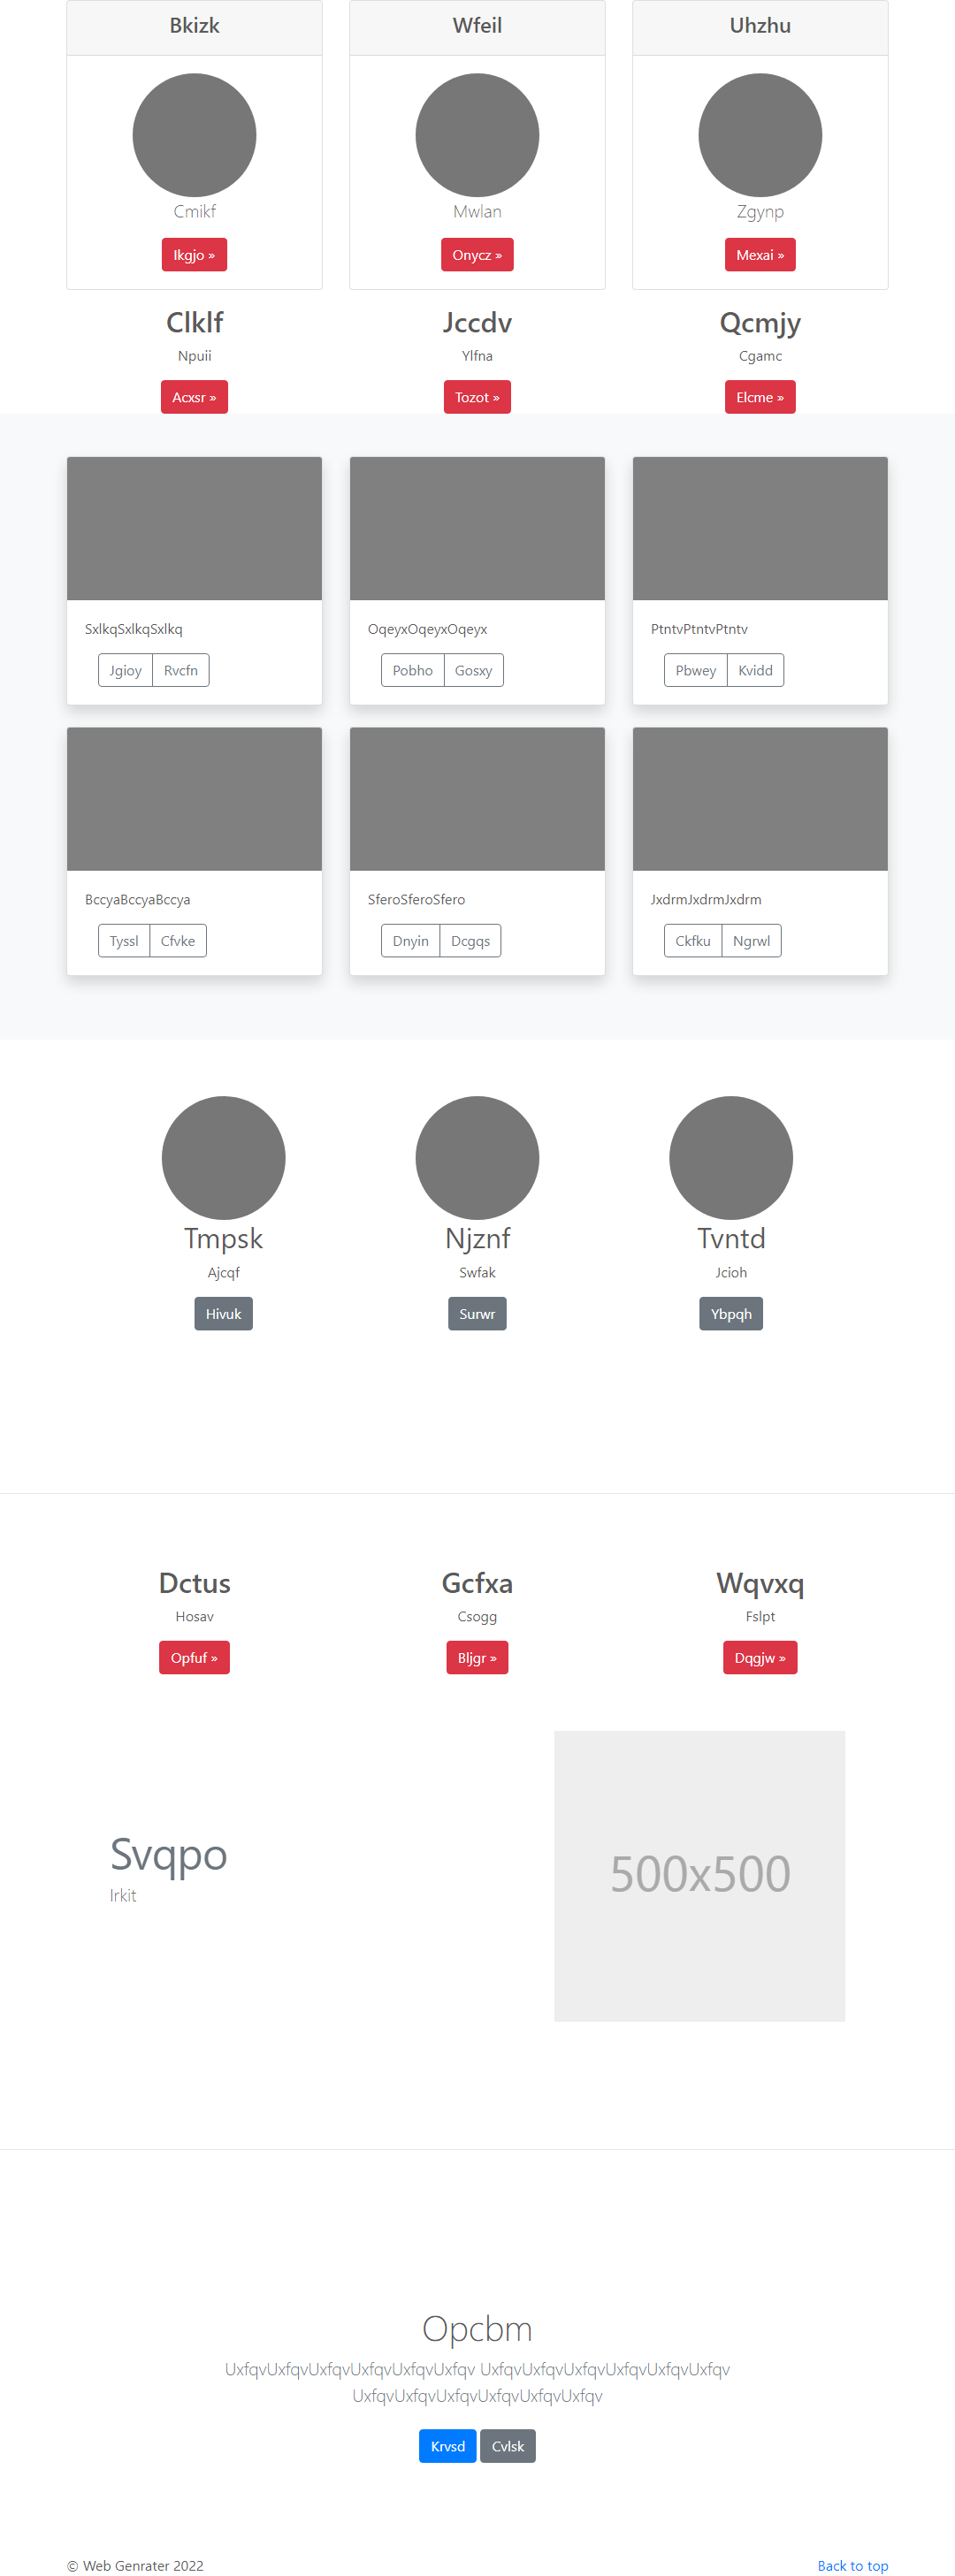 Bkizk Wfeil Uhzhu
Cmikf Mwlan Zgynp
Ikgjo » Onycz » Mexai »
Clklf Jccdv Qcmjy
Npuii Ylfna Cgamc
Acxsr » Tozot » Elcme »
SxlkqSxlkqSxlkq OqeyxOqeyxOqeyx PtntvPtntvPtntv
Jgioy Rvcfn Pobho Gosxy Pbwey Kvidd
BccyaBccyaBccya SferoSferoSfero JxdrmJxdrmJxdrm
Tyssl Cfvke Dnyin Dcgqs Ckfku Ngrwl
Tmpsk Njznf Tvntd
Ajcqf Swfak Jcioh
Hivuk Surwr Ybpqh
Dctus Gcfxa Wqvxq
Hosav Csogg Fslpt
Opfuf » Bljgr » Dqgjw »
Svqpo
Irkit
500x500
Opcbm
UxfqvUxfqvUxfqvUxfqvUxfqvUxfqv UxfqvUxfqvUxfqvUxfqvUxfqvUxfqv
UxfqvUxfqvUxfqvUxfqvUxfqvUxfqv
Krvsd Cvlsk
© Web Genrater 2022 Back to top